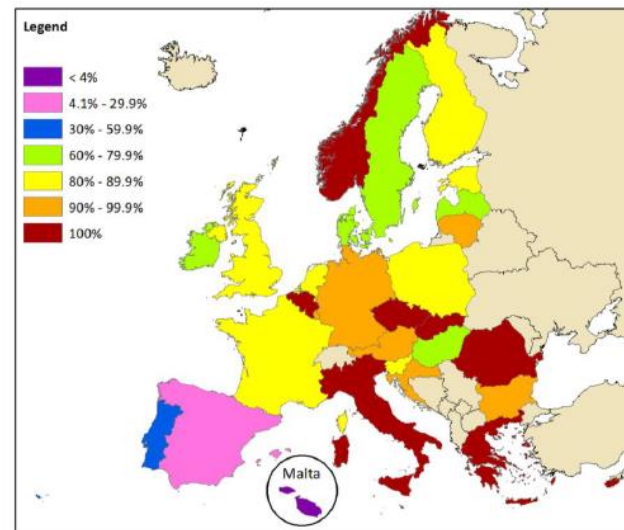 Legend
< 4%
4.1% - 29.9%
30% - 59.9%
60% - 79.9%
80% - 89.9%
90% - 99.9%
100%
Malta